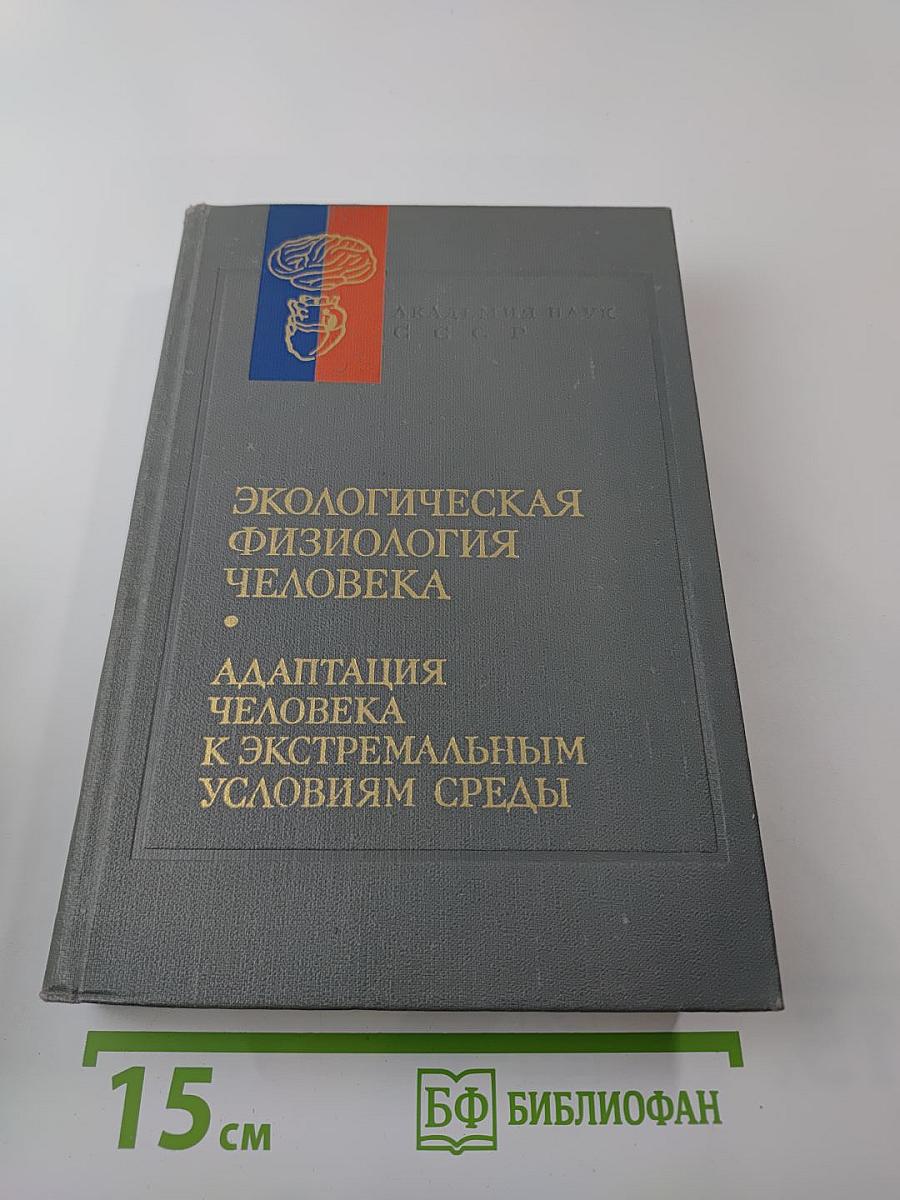 АКАДЕМИЯ НАУК
СССР
ЭКОЛОГИЧЕСКАЯ
ФИЗИОЛОГИЯ
ЧЕЛОВЕКА
•
АДАПТАЦИЯ
ЧЕЛОВЕКА
К ЭКСТРЕМАЛЬНЫМ
УСЛОВИЯМ СРЕДЫ
15 см
БФ БИБЛИОФАН